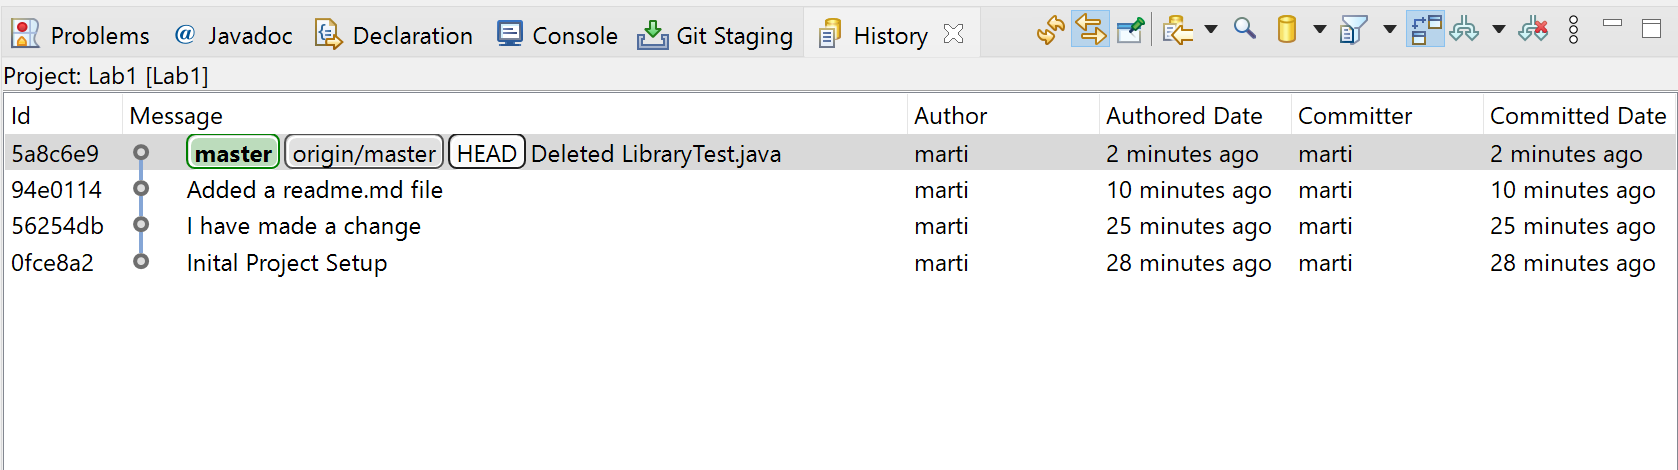 Problems @ Javadoc Declaration Console Git Staging History
Project: Lab1 [Lab1]
Id Message Author Authored Date Committer Committed Date
5a8c6e9 master origin/master HEAD Deleted LibraryTest.java marti 2 minutes ago marti 2 minutes ago
94e0114 Added a readme.md file marti 10 minutes ago marti 10 minutes ago
56254db I have made a change marti 25 minutes ago marti 25 minutes ago
0fce8a2 Inital Project Setup marti 28 minutes ago marti 28 minutes ago